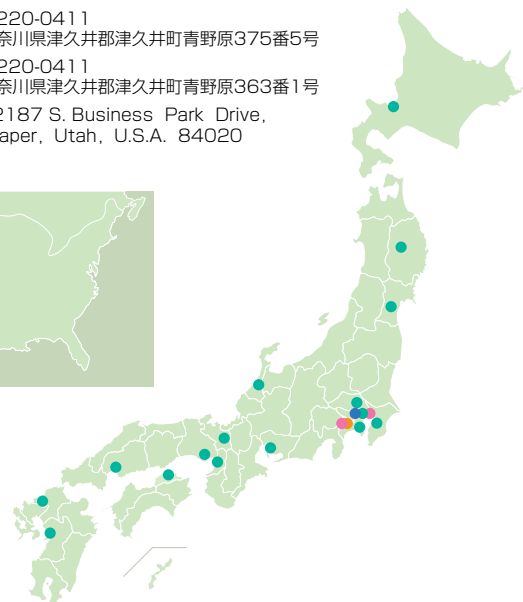 220-0411
奈川県津久井郡津久井町青野原375番5号
220-0411
奈川県津久井郡津久井町青野原363番1号
2187 S. Business Park Drive,
aper, Utah, U.S.A. 84020